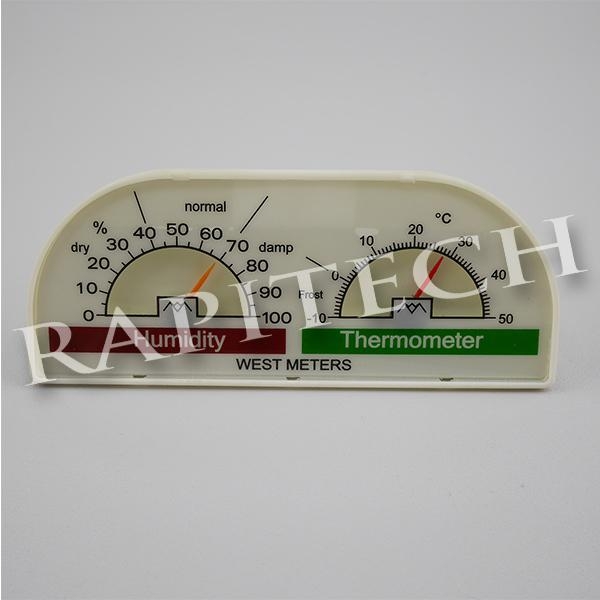 normal
% °C
dry damp
0 10 20 30 40 50 60 70 80 90 100
Frost
-10 0 10 20 30 40 50
Humidity
Thermometer
WEST METERS
RAPITECH